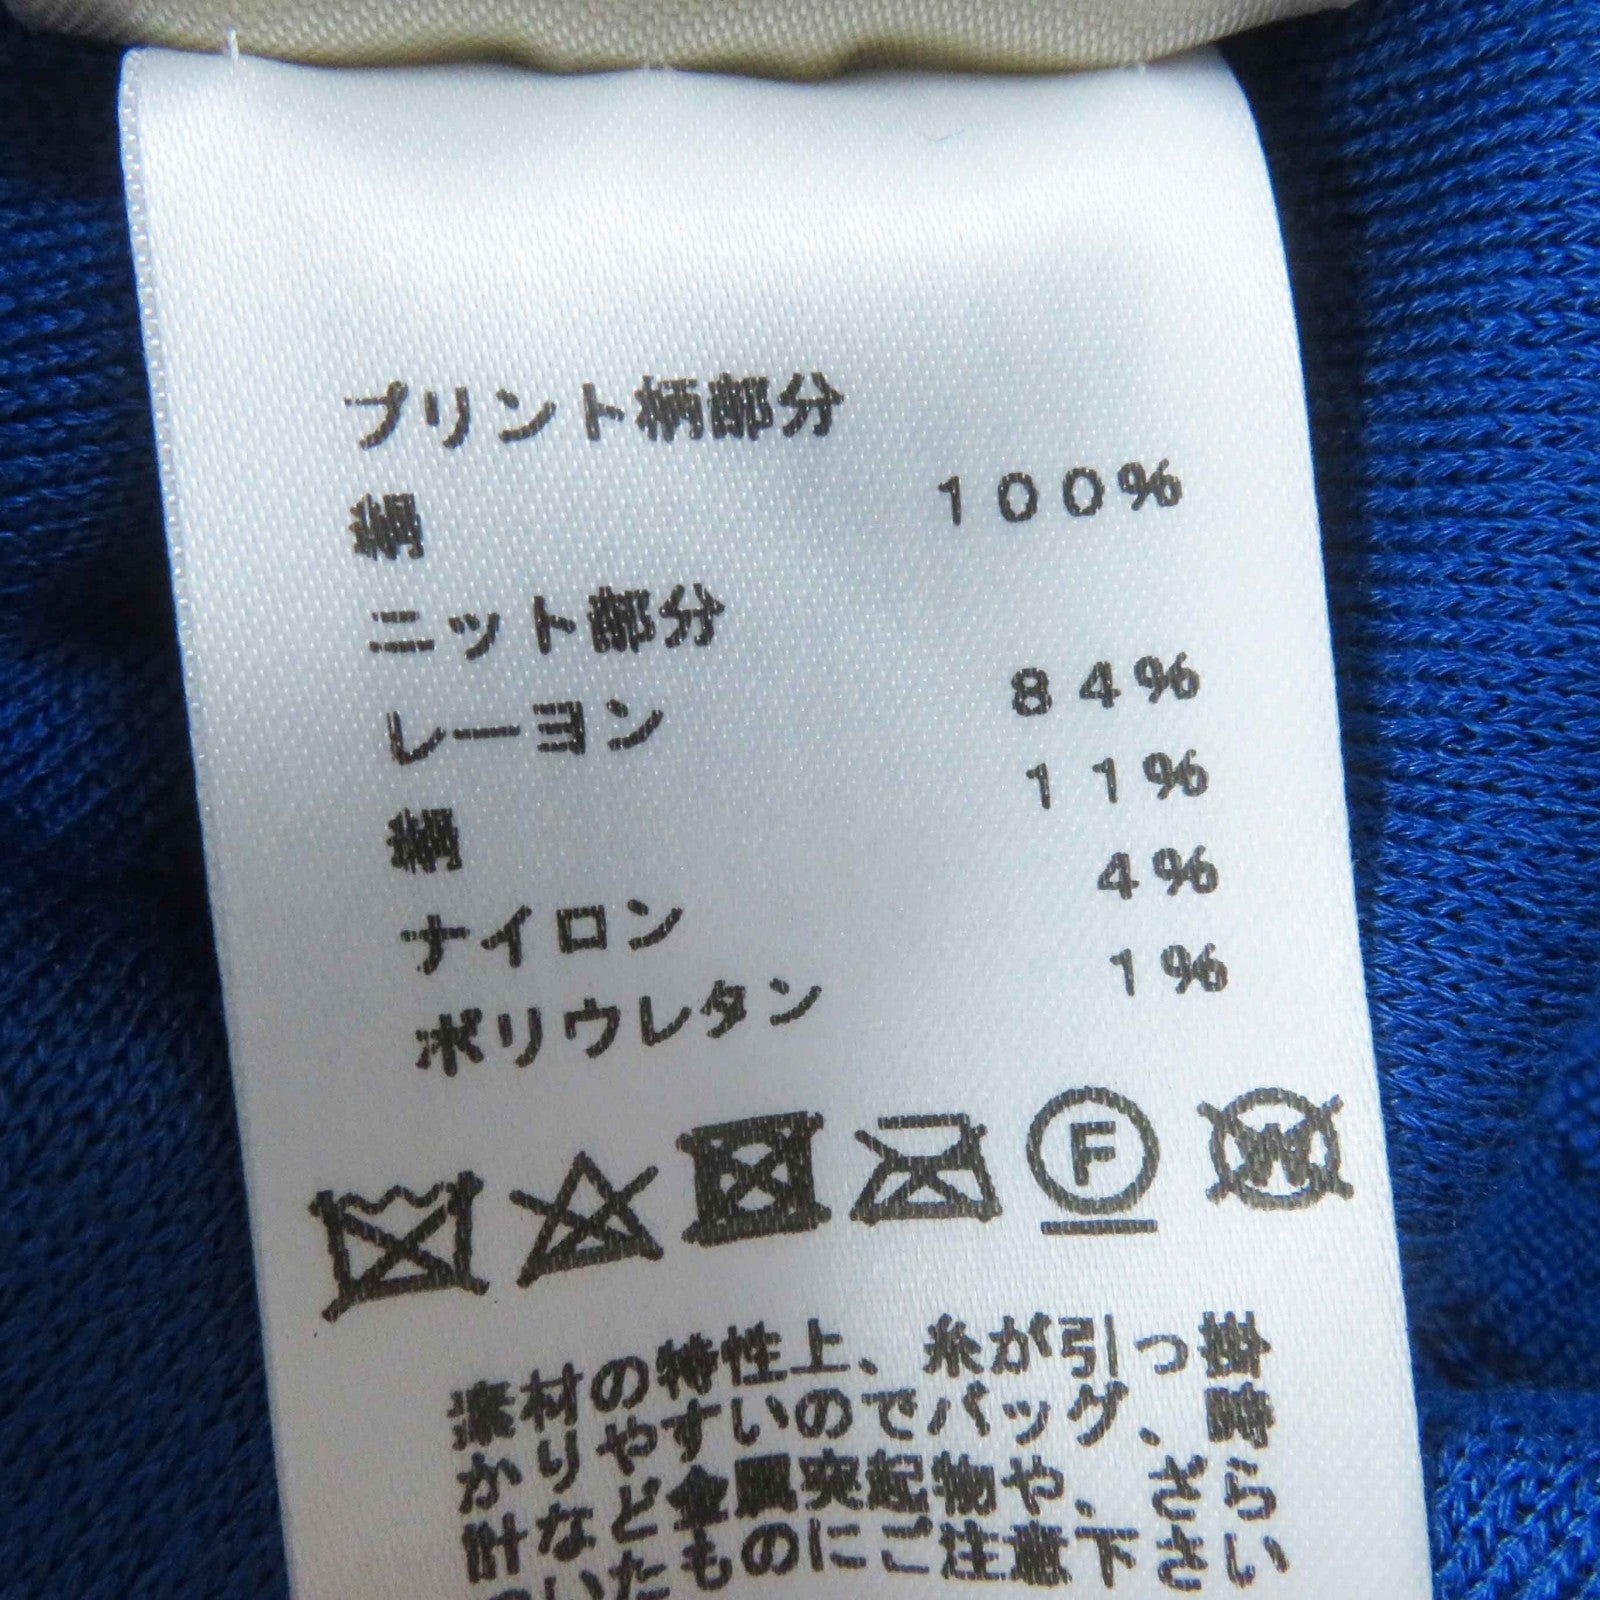 プリント柄部分
絹 100%
ニット部分
レーヨン 84%
絹 11%
ナイロン 4%
ポリウレタン 1%
F W
素材の特性上、糸が引っ掛
かりやすいのでバッグ、時
計など金属突起物や、ざら
ついたものにご注意下さい